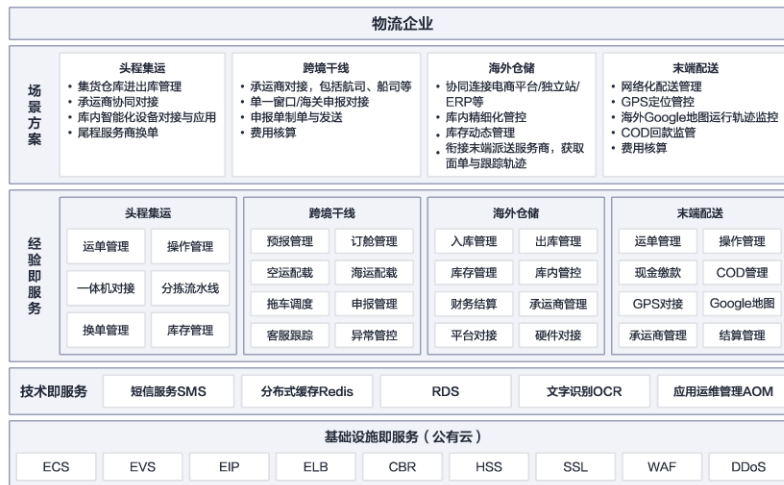 物流企业
场景方案
头程集运
• 集货仓库进出库管理
• 承运商协同对接
• 库内智能化设备对接与应用
• 尾程服务商换单
跨境干线
• 承运商对接，包括航司、船司等
• 单一窗口/海关申报对接
• 申报单制单与发送
• 费用核算
海外仓储
• 协同连接电商平台/独立站/
ERP等
• 库内精细化管控
• 库存动态管理
• 衔接末端派送服务商，获取
面单与跟踪轨迹
末端配送
• 网络化配送管理
• GPS定位管控
• 海外Google地图运行轨迹监控
• COD回款监管
• 费用核算
经验即服务
头程集运
运单管理 操作管理
一体机对接 分拣流水线
换单管理 库存管理
跨境干线
预报管理 订舱管理
空运配载 海运配载
拖车调度 申报管理
客服跟踪 异常管控
海外仓储
入库管理 出库管理
库存管理 库内管控
财务结算 承运商管理
平台对接 硬件对接
末端配送
运单管理 操作管理
现金缴款 COD管理
GPS对接 Google地图
承运商管理 结算管理
技术即服务 短信服务SMS 分布式缓存Redis RDS 文字识别OCR 应用运维管理AOM
基础设施即服务（公有云）
ECS EVS EIP ELB CBR HSS SSL WAF DDoS